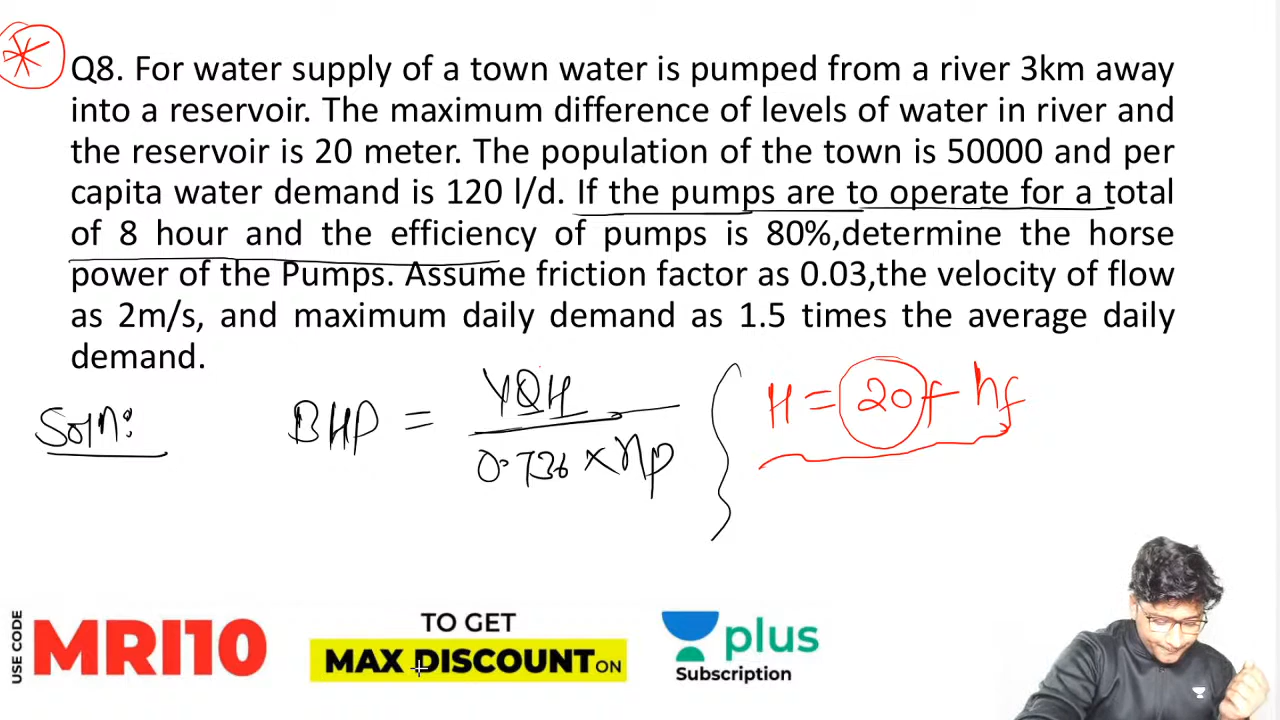 Q8. For water supply of a town water is pumped from a river 3km away
into a reservoir. The maximum difference of levels of water in river and
the reservoir is 20 meter. The population of the town is 50000 and per
capita water demand is 120 l/d. If the pumps are to operate for a total
of 8 hour and the efficiency of pumps is 80%,determine the horse
power of the Pumps. Assume friction factor as 0.03,the velocity of flow
as 2m/s, and maximum daily demand as 1.5 times the average daily
demand.
Soln:
BHP = γQH
0.736 × ηp
H = 20 + hf
USE CODE
MRI10
TO GET
MAX DISCOUNT ON
plus
Subscription